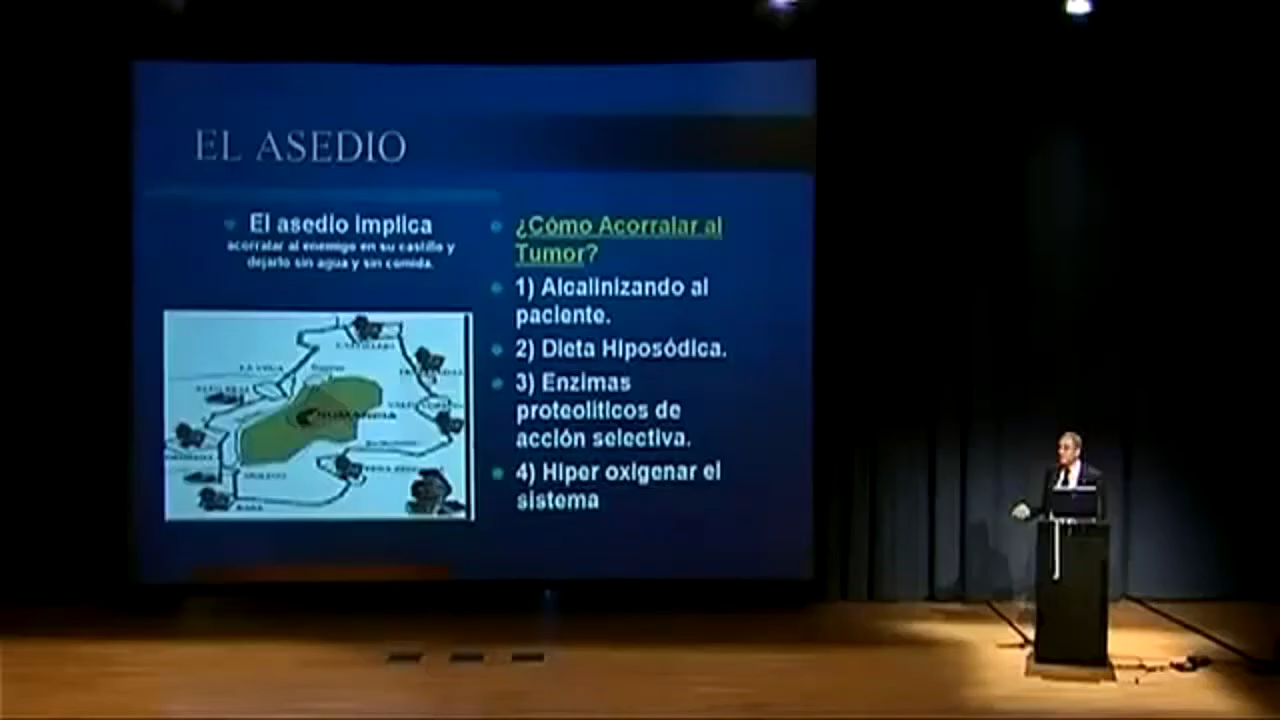 EL ASEDIO
El asedio implica
acorralar al enemigo en su castillo y
dejarlo sin agua y sin comida.
¿Cómo Acorralar al
Tumor?
1) Alcalinizando al
paciente.
2) Dieta Hiposódica.
3) Enzimas
proteolíticos de
acción selectiva.
4) Hiper oxigenar el
sistema
NUMANCIA